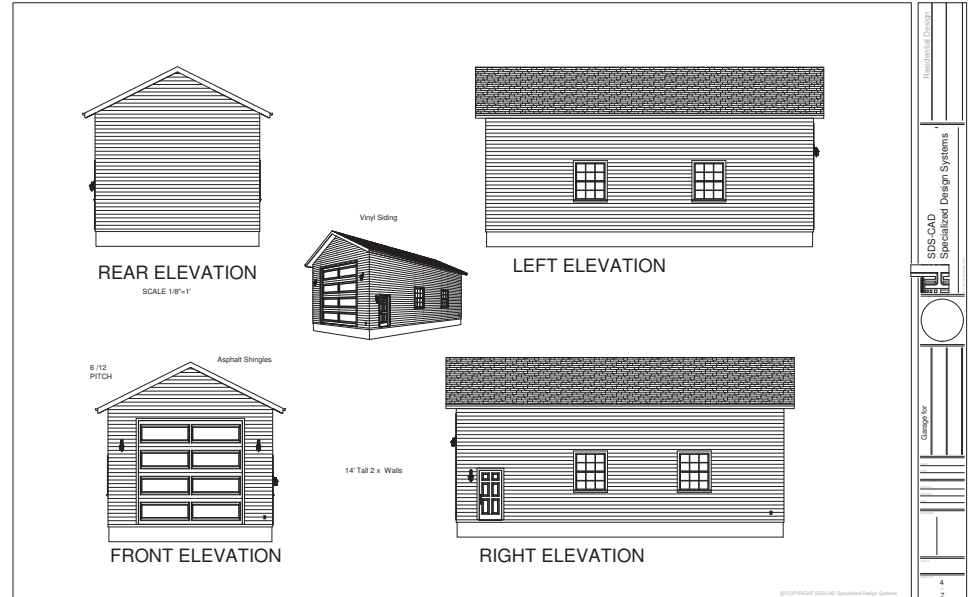 REAR ELEVATION
SCALE 1/8"=1'
LEFT ELEVATION
Vinyl Siding
6 /12
PITCH
Asphalt Shingles
14' Tall 2 x Walls
FRONT ELEVATION
RIGHT ELEVATION
@COPYRIGHT SDSCAD Specialized Design Systems
Residential Design
SDS-CAD
Specialized Design Systems
Garage for
4
7